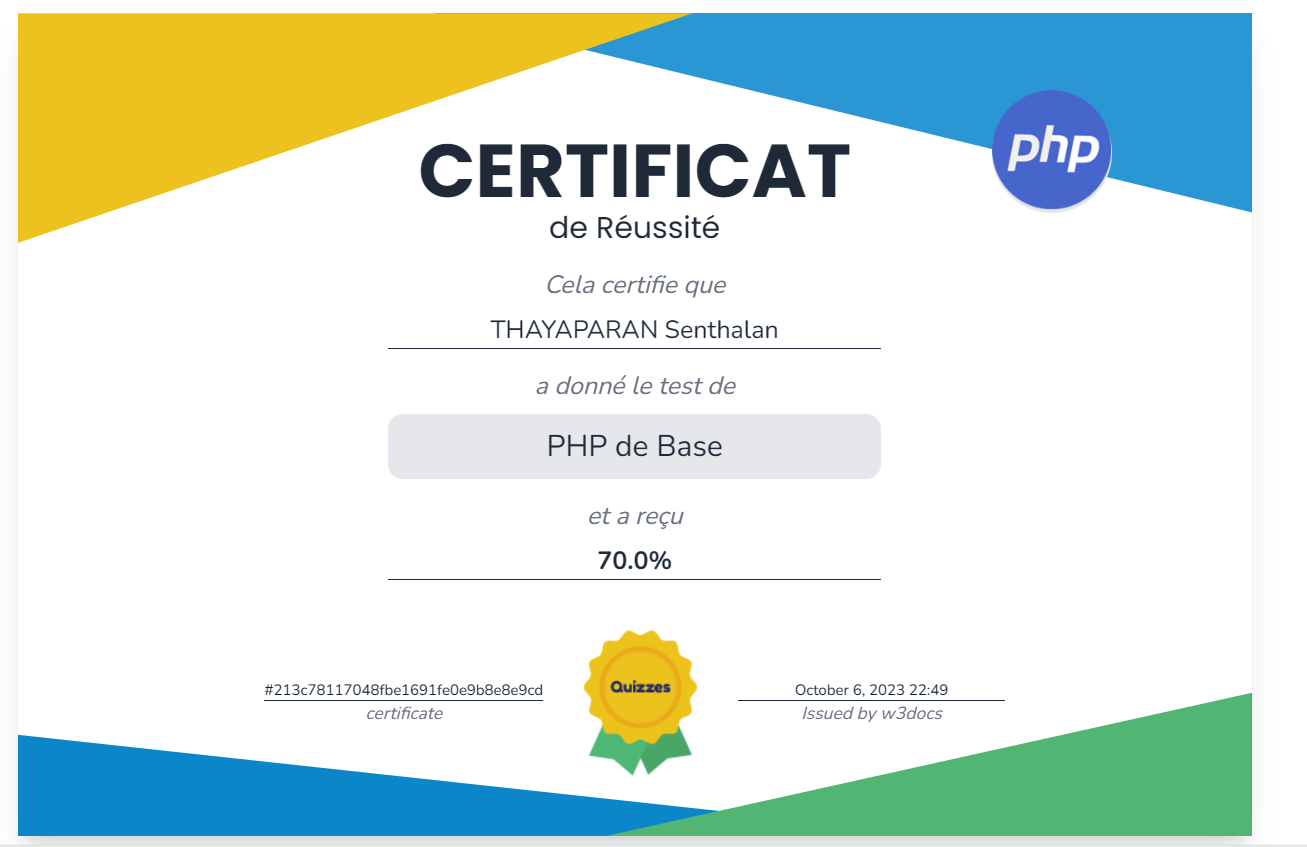 php
CERTIFICAT
de Réussité
Cela certifie que
THAYAPARAN Senthalan
a donné le test de
PHP de Base
et a reçu
70.0%
Quizzes
#213c78117048fbe1691fe0e9b8e8e9cd
certificate
October 6, 2023 22:49
Issued by w3docs